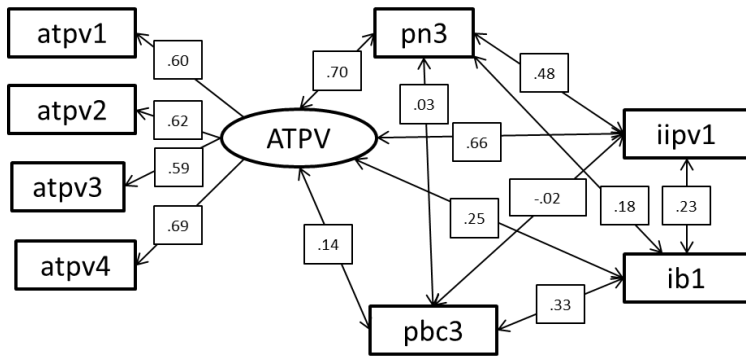 atpv1
pn3
.60
.70
.48
atpv2
.03
.62
ATPV
.66
iipv1
atpv3
.59
-.02
.25
.18
.23
.69
.14
atpv4
ib1
.33
pbc3